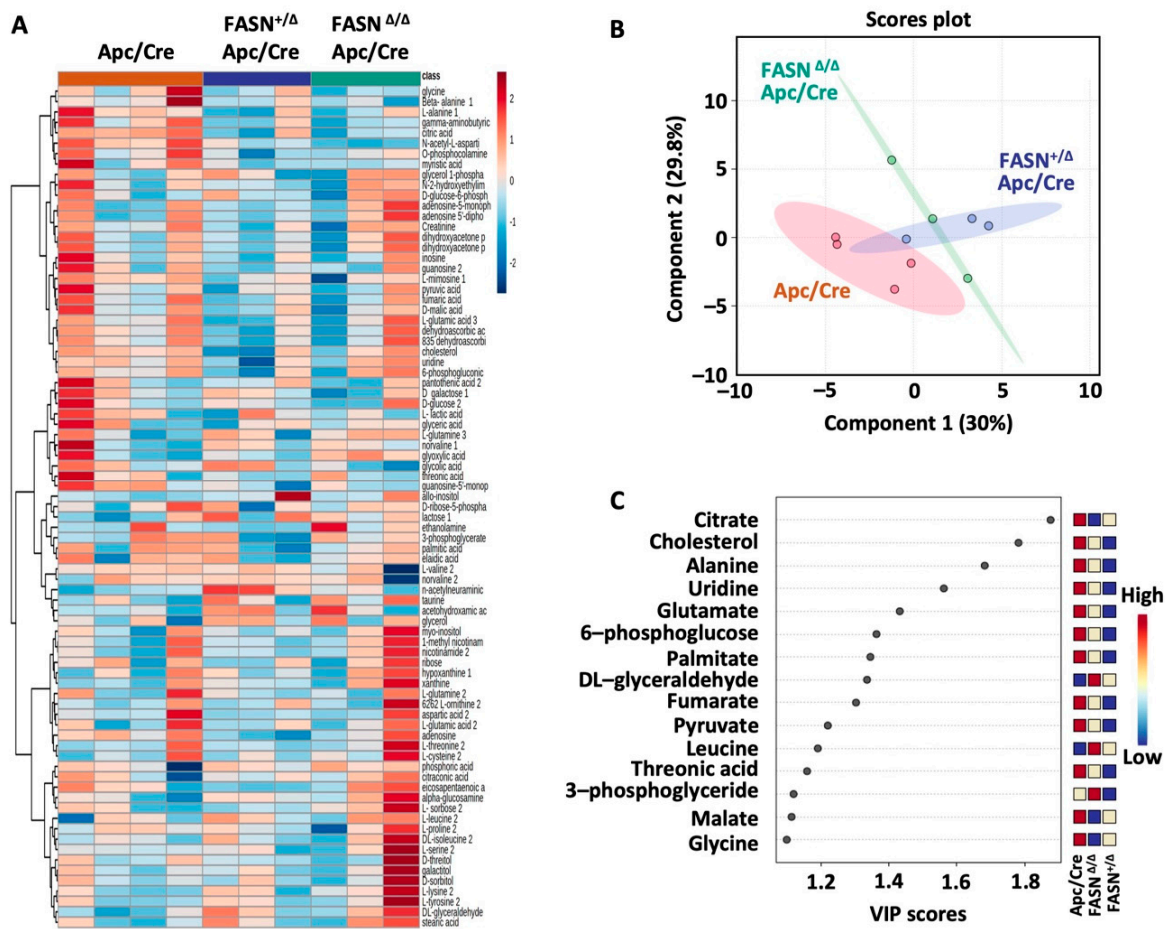 A
Apc/Cre
FASN+/Δ
Apc/Cre
FASN Δ/Δ
Apc/Cre
class
glycine
Beta- alanine 1
L-alanine 1
gamma-aminobutyric
citric acid
N-acetyl-L-asparti
O-phosphocolamine
myristic acid
glycerol 1-phospha
N-2-hydroxyethylim
D-glucose-6-phosph
adenosine-5-monoph
adenosine 5'-dipho
Creatinine
dihydroxyacetone p
dihydroxyacetone p
inosine
guanosine 2
L-mimosine 1
pyruvic acid
fumaric acid
D-malic acid
L-glutamic acid 3
dehydroascorbic ac
835 dehydroascorbi
cholesterol
uridine
6-phosphogluconic
pantothenic acid 2
D galactose 1
D-glucose 2
L- lactic acid
glyceric acid
L-glutamine 3
norvaline 1
glyoxylic acid
glycolic acid
threonic acid
guanosine-5'-monop
allo-inositol
D-ribose-5-phospha
lactose 1
ethanolamine
3-phosphoglycerate
palmitic acid
elaidic acid
L-valine 2
norvaline 2
n-acetylneuraminic
taurine
acetohydroxamic ac
glycerol
myo-inositol
1-methyl nicotinam
nicotinamide 2
ribose
hypoxanthine 1
xanthine
L-glutamine 2
6262 L-ornithine 2
aspartic acid 2
L-glutamic acid 2
adenosine
L-threonine 2
L-cysteine 2
phosphoric acid
citraconic acid
eicosapentaenoic a
alpha-glucosamine
L- sorbose 2
L-leucine 2
L-proline 2
DL-isoleucine 2
L-serine 2
D-threitol
galactitol
D-sorbitol
L-lysine 2
L-tyrosine 2
DL-glyceraldehyde
stearic acid
2
1
0
-1
-2
B
Scores plot
FASN Δ/Δ
Apc/Cre
FASN+/Δ
Apc/Cre
Apc/Cre
Component 2 (29.8%)
10
5
0
−5
−10
−10
−5
0
5
10
Component 1 (30%)
C
Citrate
Cholesterol
Alanine
Uridine
Glutamate
6−phosphoglucose
Palmitate
DL−glyceraldehyde
Fumarate
Pyruvate
Leucine
Threonic acid
3−phosphoglyceride
Malate
Glycine
1.2
1.4
1.6
1.8
VIP scores
Apc/Cre
FASN Δ/Δ
FASN+/Δ
High
Low